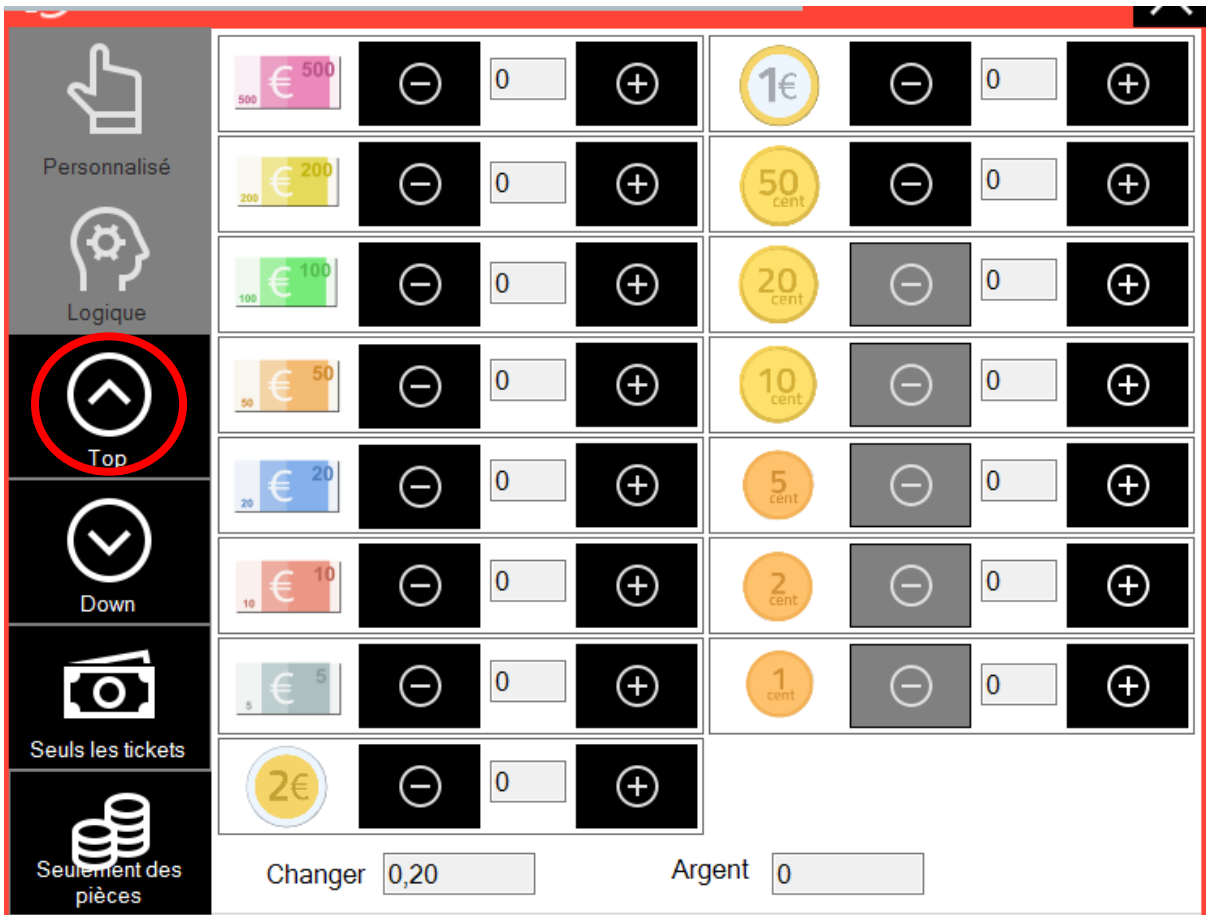 Personnalisé
Logique
Top
Down
Seuls les tickets
Seulement des
pièces
500 € 500 0
1€ 0
200 € 200 0
50 cent 0
100 € 100 0
20 cent 0
50 € 50 0
10 cent 0
20 € 20 0
5 cent 0
10 € 10 0
2 cent 0
5 € 5 0
1 cent 0
2€ 0
Changer 0,20 Argent 0